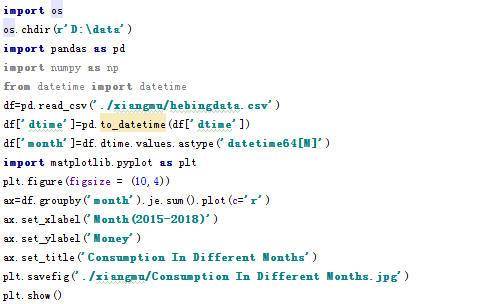 import os
os.chdir(r'D:\data')
import pandas as pd
import numpy as np
from datetime import datetime
df=pd.read_csv('./xiangmu/hebingdata.csv')
df['dtime']=pd.to_datetime(df['dtime'])
df['month']=df.dtime.values.astype('datetime64[M]')
import matplotlib.pyplot as plt
plt.figure(figsize = (10,4))
ax=df.groupby('month').je.sum().plot(c='r')
ax.set_xlabel('Month(2015-2018)')
ax.set_ylabel('Money')
ax.set_title('Consumption In Different Months')
plt.savefig('./xiangmu/Consumption In Different Months.jpg')
plt.show()